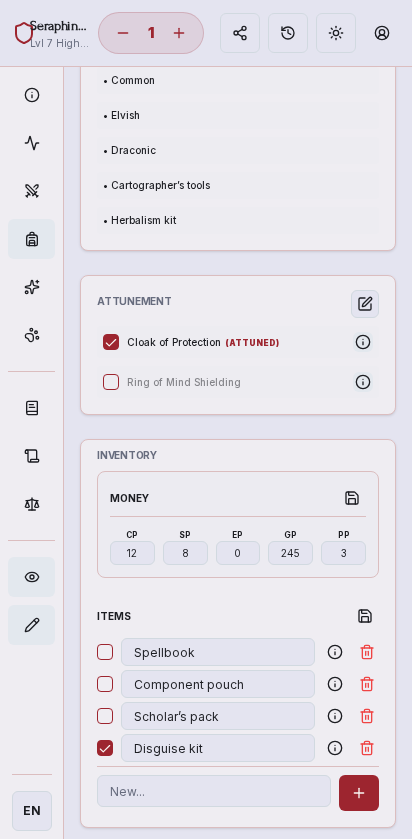 Seraphin...
Lvl 7 High...
1
• Common
• Elvish
• Draconic
• Cartographer's tools
• Herbalism kit
ATTUNEMENT
Cloak of Protection (ATTUNED)
Ring of Mind Shielding
INVENTORY
MONEY
CP SP EP GP PP
12 8 0 245 3
ITEMS
Spellbook
Component pouch
Scholar's pack
Disguise kit
New...
EN